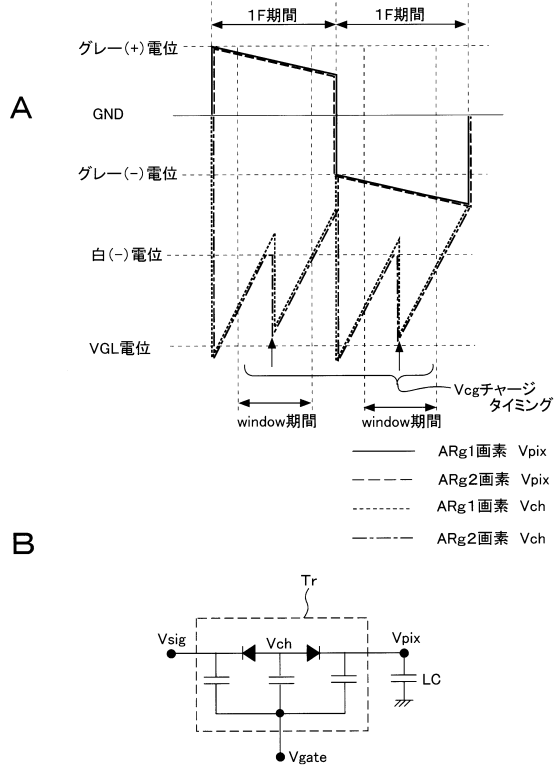 1F期間
1F期間
グレー(+)電位
A
GND
グレー(-)電位
白(-)電位
VGL電位
Vcgチャージ
タイミング
window期間
window期間
ARg1画素 Vpix
ARg2画素 Vpix
ARg1画素 Vch
ARg2画素 Vch
B
Tr
Vsig
Vch
Vpix
LC
Vgate